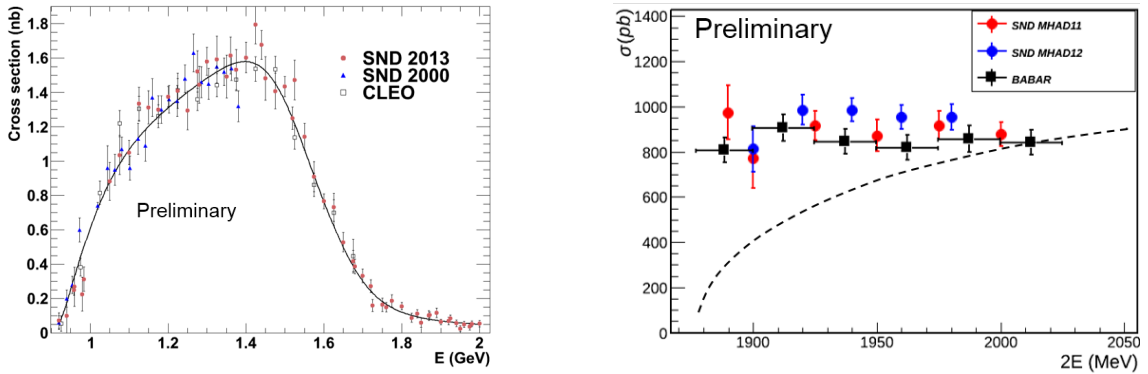 Cross section (nb)
1.8
1.6
1.4
1.2
1
0.8
0.6
0.4
0.2
0
SND 2013
SND 2000
CLEO
Preliminary
1
1.2
1.4
1.6
1.8
2
E (GeV)
σ(pb)
1400
1200
1000
800
600
400
200
0
Preliminary
SND MHAD11
SND MHAD12
BABAR
1900
1950
2000
2050
2E (MeV)